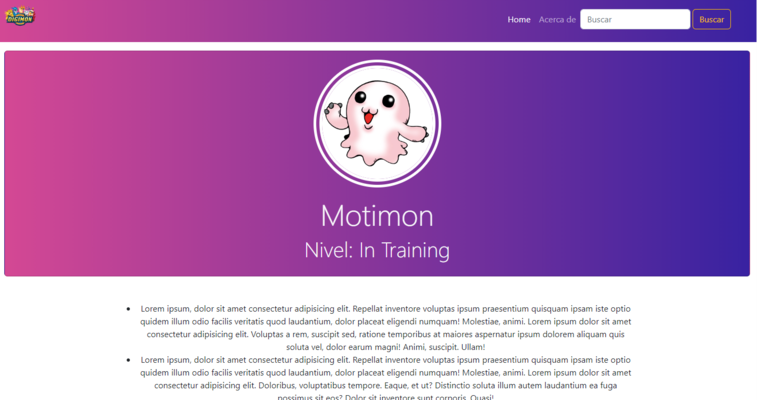 DIGIMON
Home Acerca de Buscar Buscar
Motimon
Nivel: In Training
Lorem ipsum, dolor sit amet consectetur adipisicing elit. Repellat inventore voluptas ipsum praesentium quisquam ipsam iste optio
quidem illum odio facilis veritatis quod laudantium, dolor placeat eligendi numquam! Molestiae, animi. Lorem ipsum dolor sit amet
consectetur adipisicing elit. Voluptas a rem, suscipit sed, ratione temporibus at maiores aspernatur ipsum dolorem aliquam quis
soluta vel, dolor earum magni! Animi, suscipit. Ullam!
Lorem ipsum, dolor sit amet consectetur adipisicing elit. Repellat inventore voluptas ipsum praesentium quisquam ipsam iste optio
quidem illum odio facilis veritatis quod laudantium, dolor placeat eligendi numquam! Molestiae, animi. Lorem ipsum dolor sit amet
consectetur adipisicing elit. Doloribus, voluptatibus tempore. Eaque, et ut? Distinctio soluta illum autem laudantium ea fuga
possimus sit eos? Dolor sit inventore sunt corporis. Quasi!